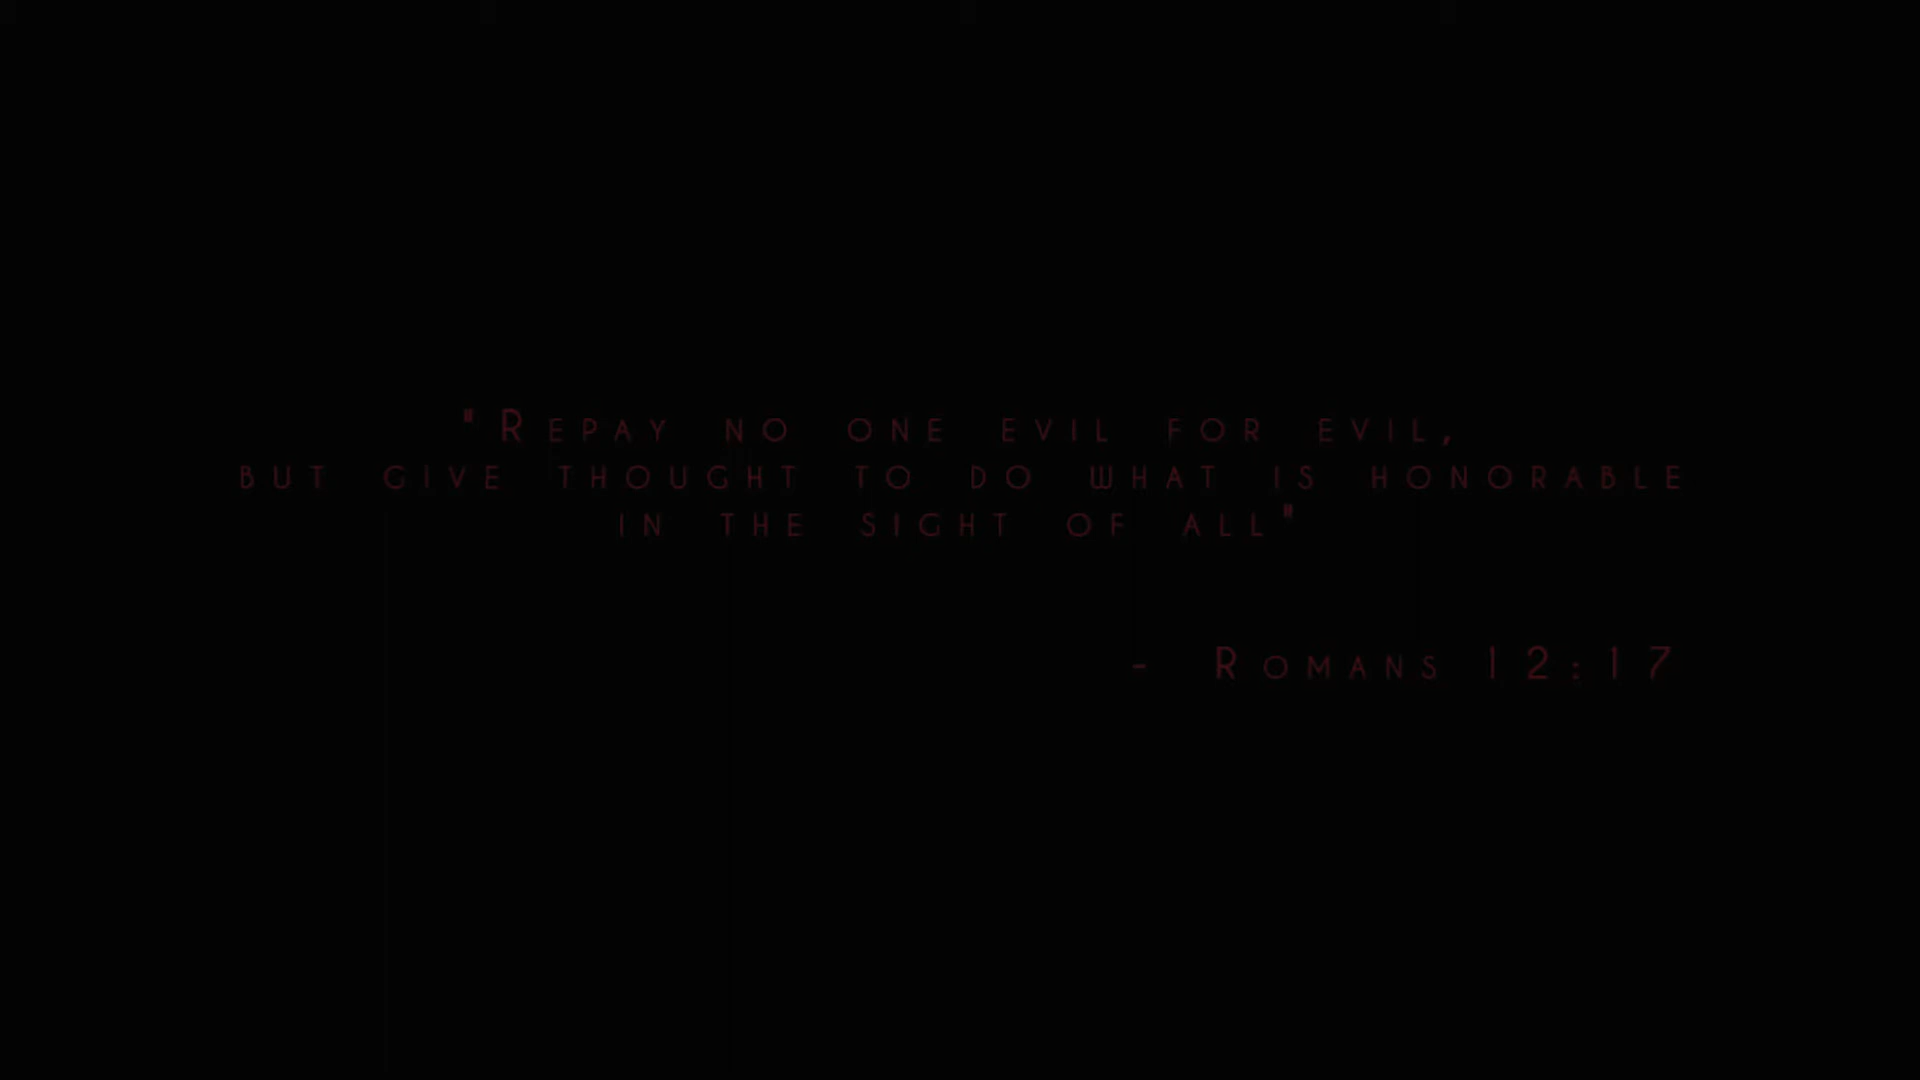 "Repay no one evil for evil,
but give thought to do what is honorable
in the sight of all"
- Romans 12:17